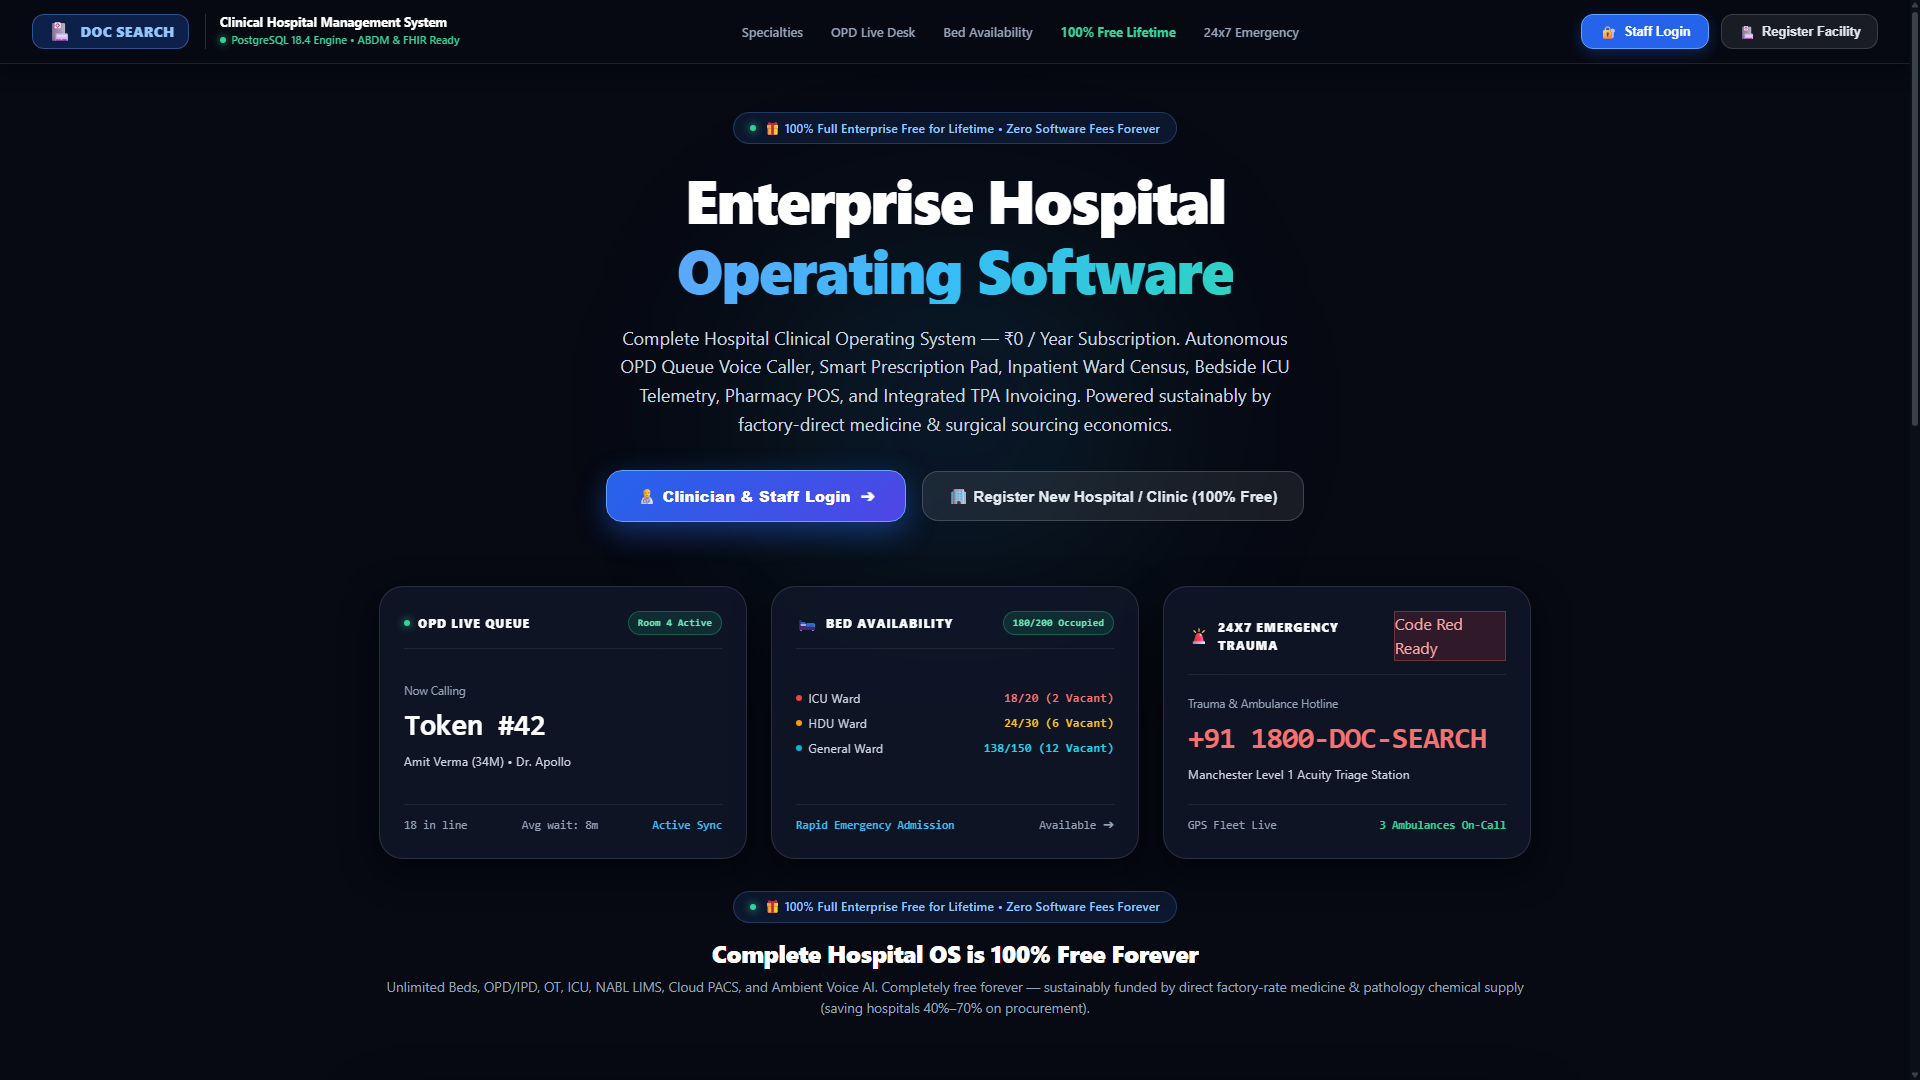 DOC SEARCH
Clinical Hospital Management System
PostgreSQL 18.4 Engine • ABDM & FHIR Ready
Specialties
OPD Live Desk
Bed Availability
100% Free Lifetime
24x7 Emergency
Staff Login
Register Facility
100% Full Enterprise Free for Lifetime • Zero Software Fees Forever
Enterprise Hospital
Operating Software
Complete Hospital Clinical Operating System — ₹0 / Year Subscription. Autonomous
OPD Queue Voice Caller, Smart Prescription Pad, Inpatient Ward Census, Bedside ICU
Telemetry, Pharmacy POS, and Integrated TPA Invoicing. Powered sustainably by
factory-direct medicine & surgical sourcing economics.
Clinician & Staff Login ➔
Register New Hospital / Clinic (100% Free)
OPD LIVE QUEUE
Room 4 Active
Now Calling
Token #42
Amit Verma (34M) • Dr. Apollo
18 in line
Avg wait: 8m
Active Sync
BED AVAILABILITY
180/200 Occupied
ICU Ward
18/20 (2 Vacant)
HDU Ward
24/30 (6 Vacant)
General Ward
138/150 (12 Vacant)
Rapid Emergency Admission
Available ➔
24X7 EMERGENCY
TRAUMA
Code Red
Ready
Trauma & Ambulance Hotline
+91 1800-DOC-SEARCH
Manchester Level 1 Acuity Triage Station
GPS Fleet Live
3 Ambulances On-Call
100% Full Enterprise Free for Lifetime • Zero Software Fees Forever
Complete Hospital OS is 100% Free Forever
Unlimited Beds, OPD/IPD, OT, ICU, NABL LIMS, Cloud PACS, and Ambient Voice AI. Completely free forever — sustainably funded by direct factory-rate medicine & pathology chemical supply
(saving hospitals 40%–70% on procurement).